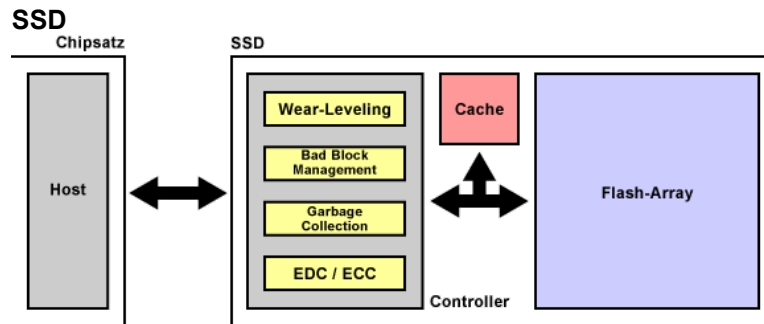 SSD
Chipsatz
SSD
Host
Wear-Leveling
Bad Block
Management
Garbage
Collection
EDC / ECC
Controller
Cache
Flash-Array